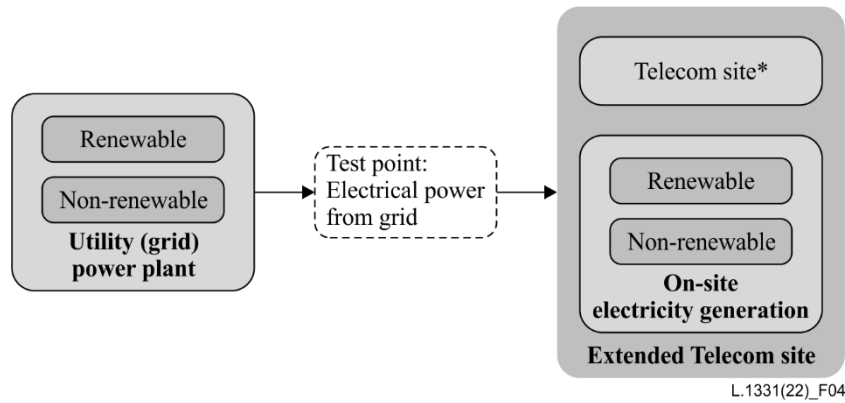 Renewable
Non-renewable
Utility (grid)
power plant
Test point:
Electrical power
from grid
Telecom site*
Renewable
Non-renewable
On-site
electricity generation
Extended Telecom site
L.1331(22)_F04